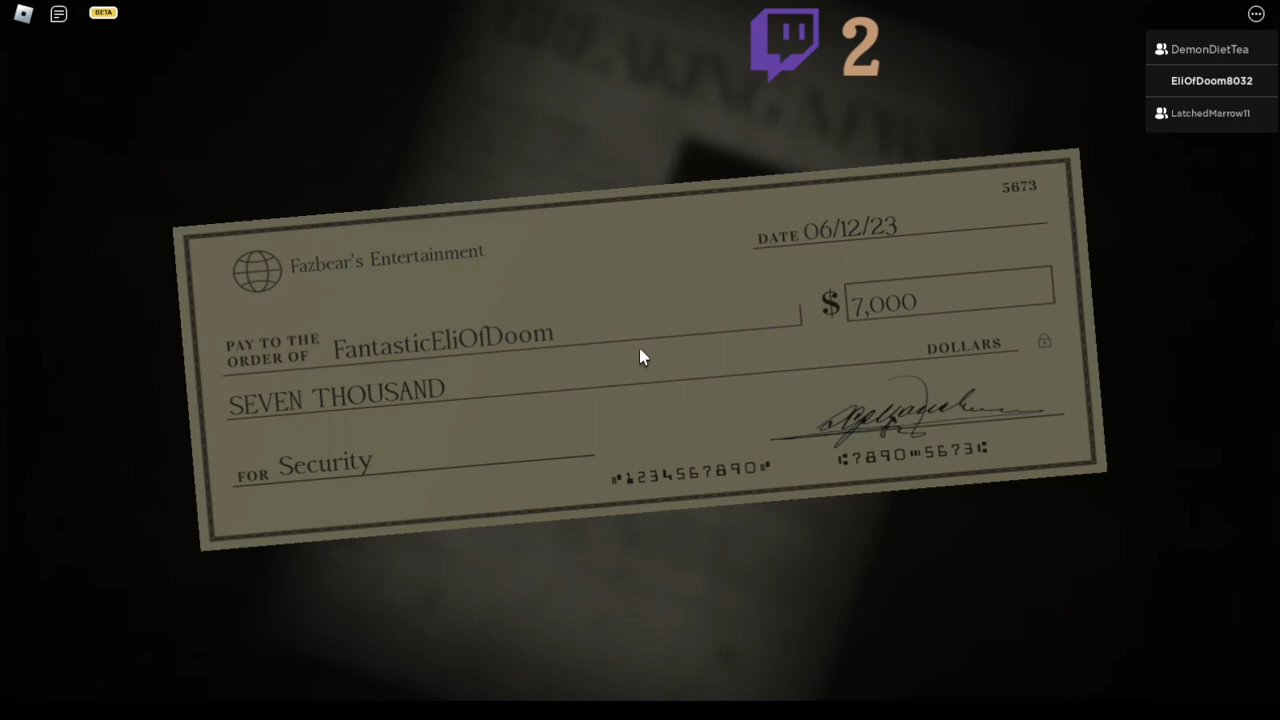 BETA
2
DemonDietTea
EliOfDoom8032
LatchedMarrow11
5673
Fazbear's Entertainment
DATE 06/12/23
PAY TO THE
ORDER OF FantasticEliOfDoom
$ 7,000
SEVEN THOUSAND
DOLLARS
FOR Security
1234567890
7890 5673